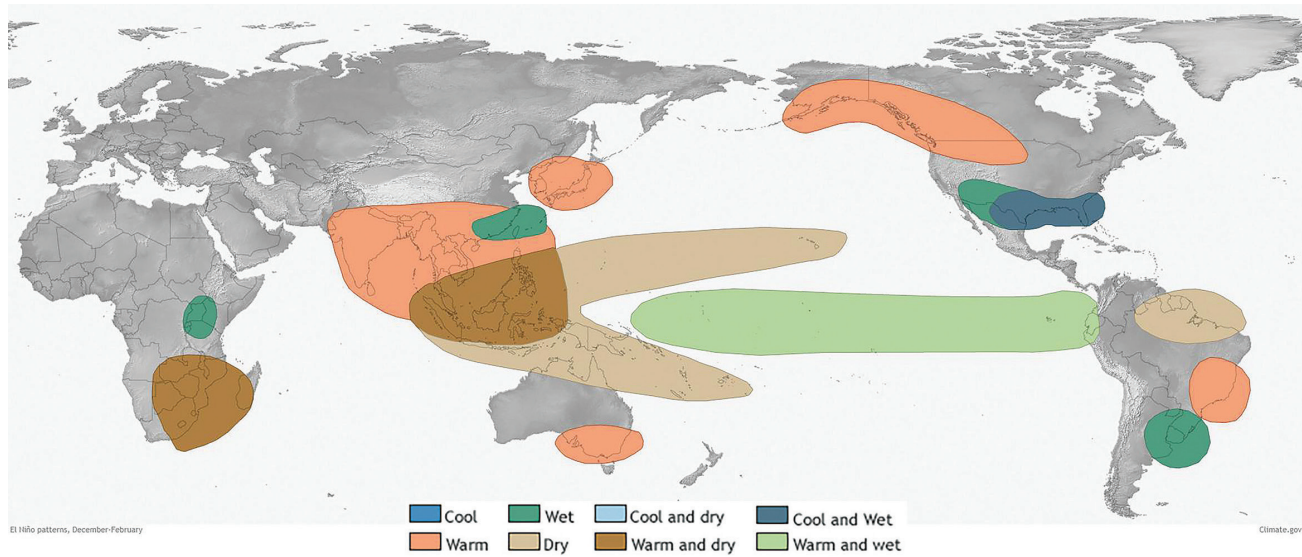 El Niño patterns, December-February
Climate.gov
Cool Wet Cool and dry Cool and Wet
Warm Dry Warm and dry Warm and wet